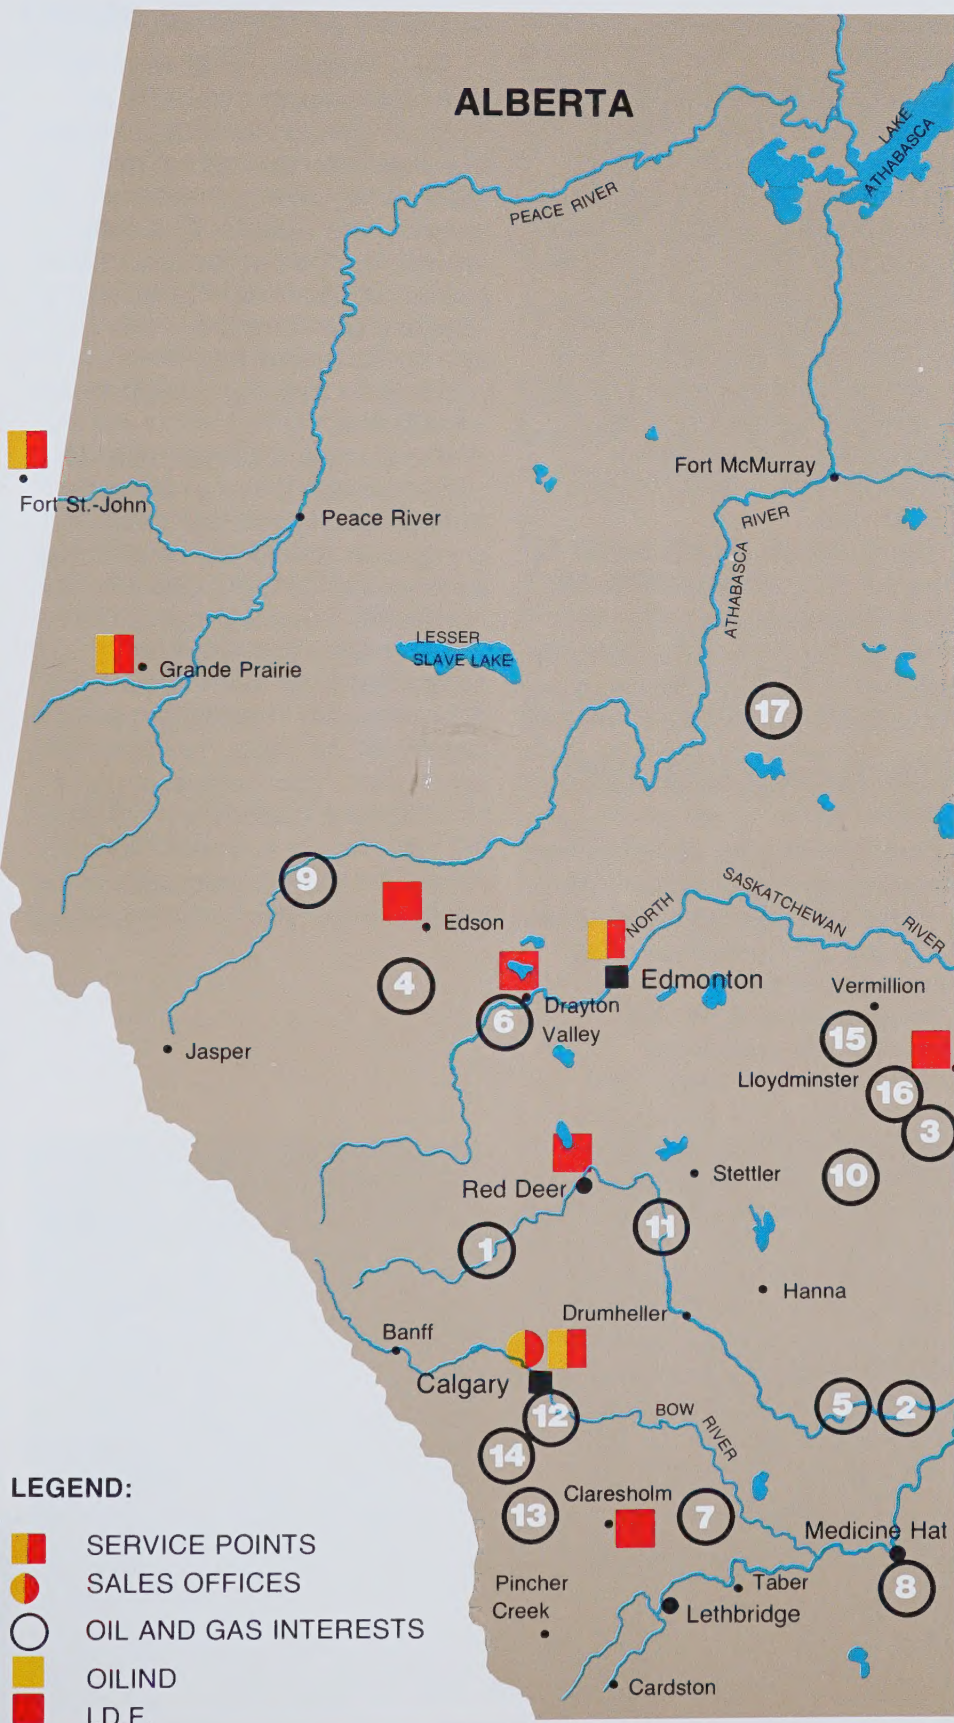 ALBERTA
LAKE
ATHABASCA
PEACE RIVER
Fort McMurray
Fort St.-John
Peace River
RIVER
ATHABASCA
LESSER
SLAVE LAKE
Grande Prairie
17
9
SASKATCHEWAN
NORTH
RIVER
Edson
Edmonton
4
Vermillion
6
Drayton
Valley
15
Jasper
Lloydminster
16
3
Stettler
10
Red Deer
11
1
Hanna
Drumheller
Banff
Calgary
5
2
12
BOW
RIVER
14
LEGEND:
Claresholm
13
7
Medicine Hat
SERVICE POINTS
SALES OFFICES
Pincher
Creek
Taber
8
Lethbridge
OIL AND GAS INTERESTS
OILIND
Cardston
I.D.F.